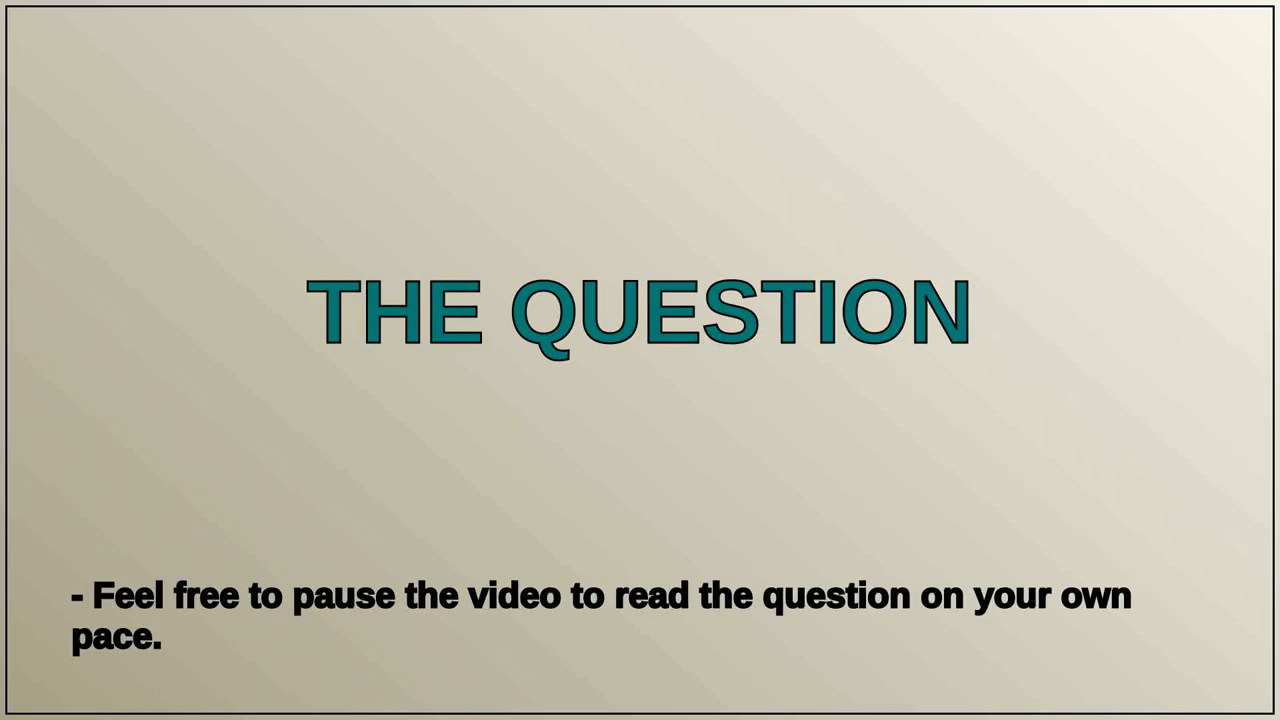 THE QUESTION
- Feel free to pause the video to read the question on your own
pace.